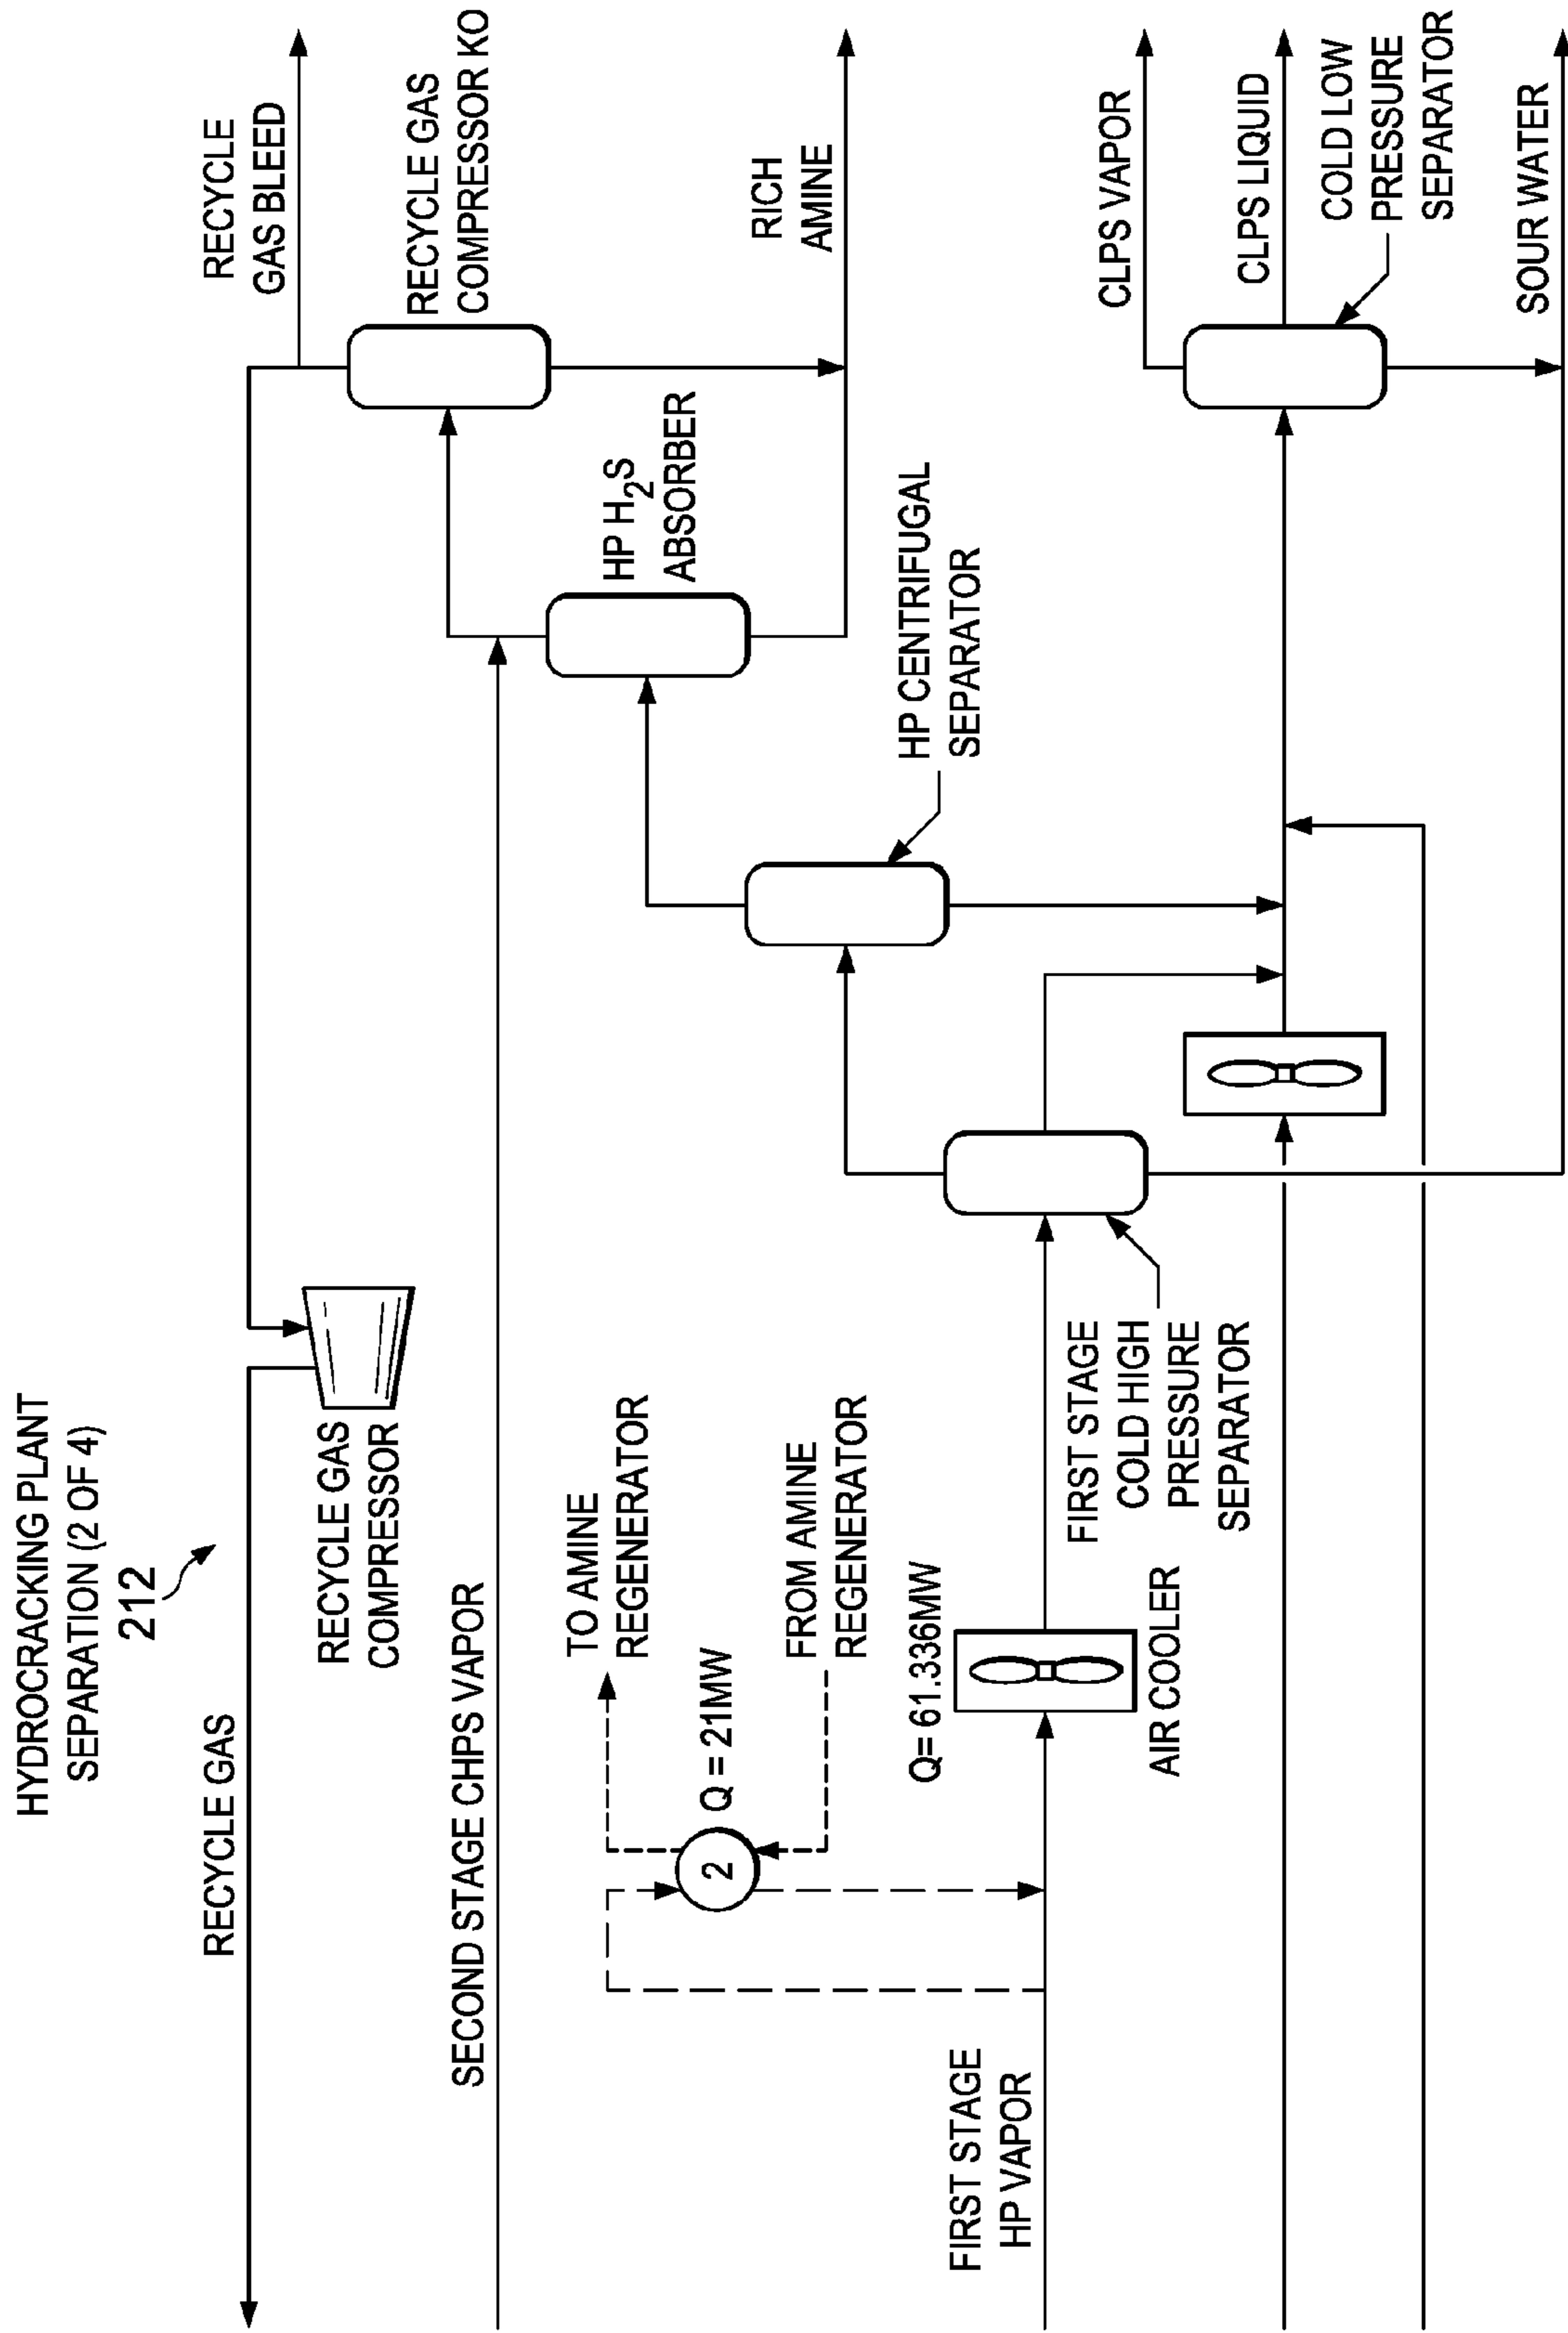 HYDROCRACKING PLANT
SEPARATION (2 OF 4)
212
RECYCLE GAS
RECYCLE GAS
COMPRESSOR
RECYCLE
GAS BLEED
RECYCLE GAS
COMPRESSOR KO
SECOND STAGE CHPS VAPOR
HP H2S
ABSORBER
RICH
AMINE
TO AMINE
REGENERATOR
2
Q = 21MW
FROM AMINE
REGENERATOR
HP CENTRIFUGAL
SEPARATOR
FIRST STAGE
HP VAPOR
Q= 61.336MW
AIR COOLER
FIRST STAGE
COLD HIGH
PRESSURE
SEPARATOR
CLPS VAPOR
CLPS LIQUID
COLD LOW
PRESSURE
SEPARATOR
SOUR WATER